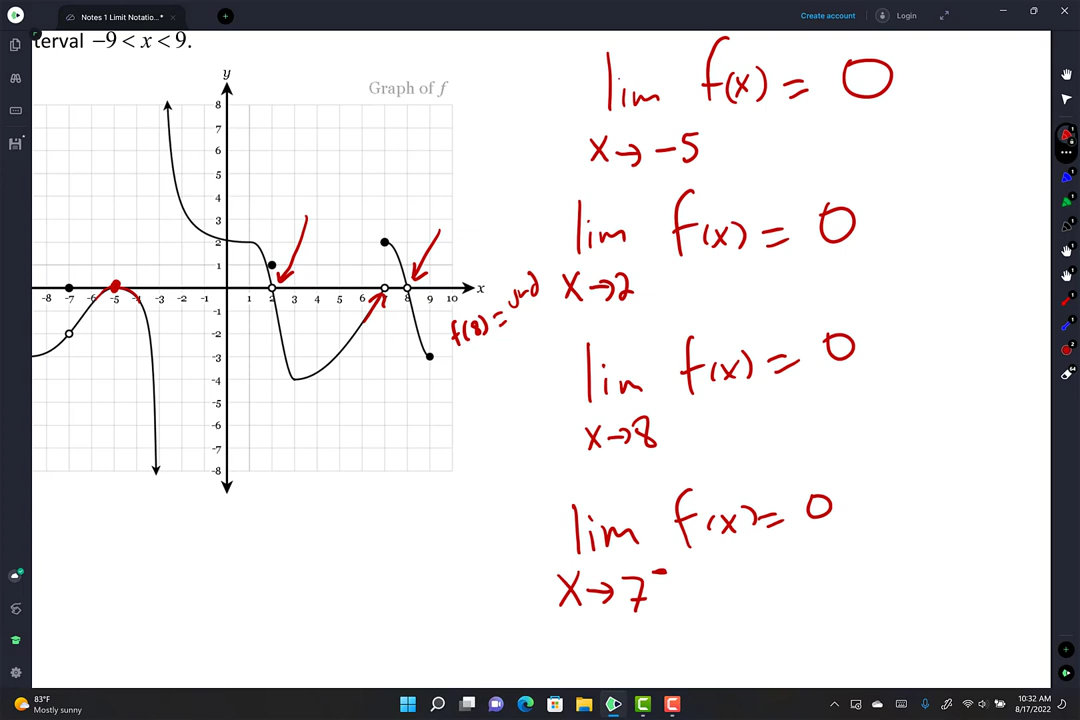 Notes 1 Limit Notatio...*
Create account
Login
terval −9 < x < 9.
Graph of f
y
8
7
6
5
4
3
2
1
-1
-2
-3
-4
-5
-6
-7
-8
-8 -7 -6 -5 -4 -3 -2 -1 2 3 4 5 6 7 8 9 10 x
f(8) = und
lim f(x) = 0
x→-5
lim f(x) = 0
x→2
lim f(x) = 0
x→8
lim f(x) = 0
x→7⁻
83°F
Mostly sunny
10:32 AM
8/17/2022